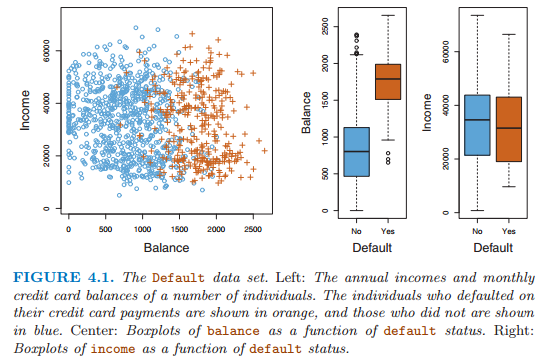 Income
0
20000
40000
60000
0
500
1000
1500
2000
2500
Balance
Balance
0
500
1000
1500
2000
2500
No
Yes
Default
Income
0
20000
40000
60000
No
Yes
Default
FIGURE 4.1. The Default data set. Left: The annual incomes and monthly
credit card balances of a number of individuals. The individuals who defaulted on
their credit card payments are shown in orange, and those who did not are shown
in blue. Center: Boxplots of balance as a function of default status. Right:
Boxplots of income as a function of default status.